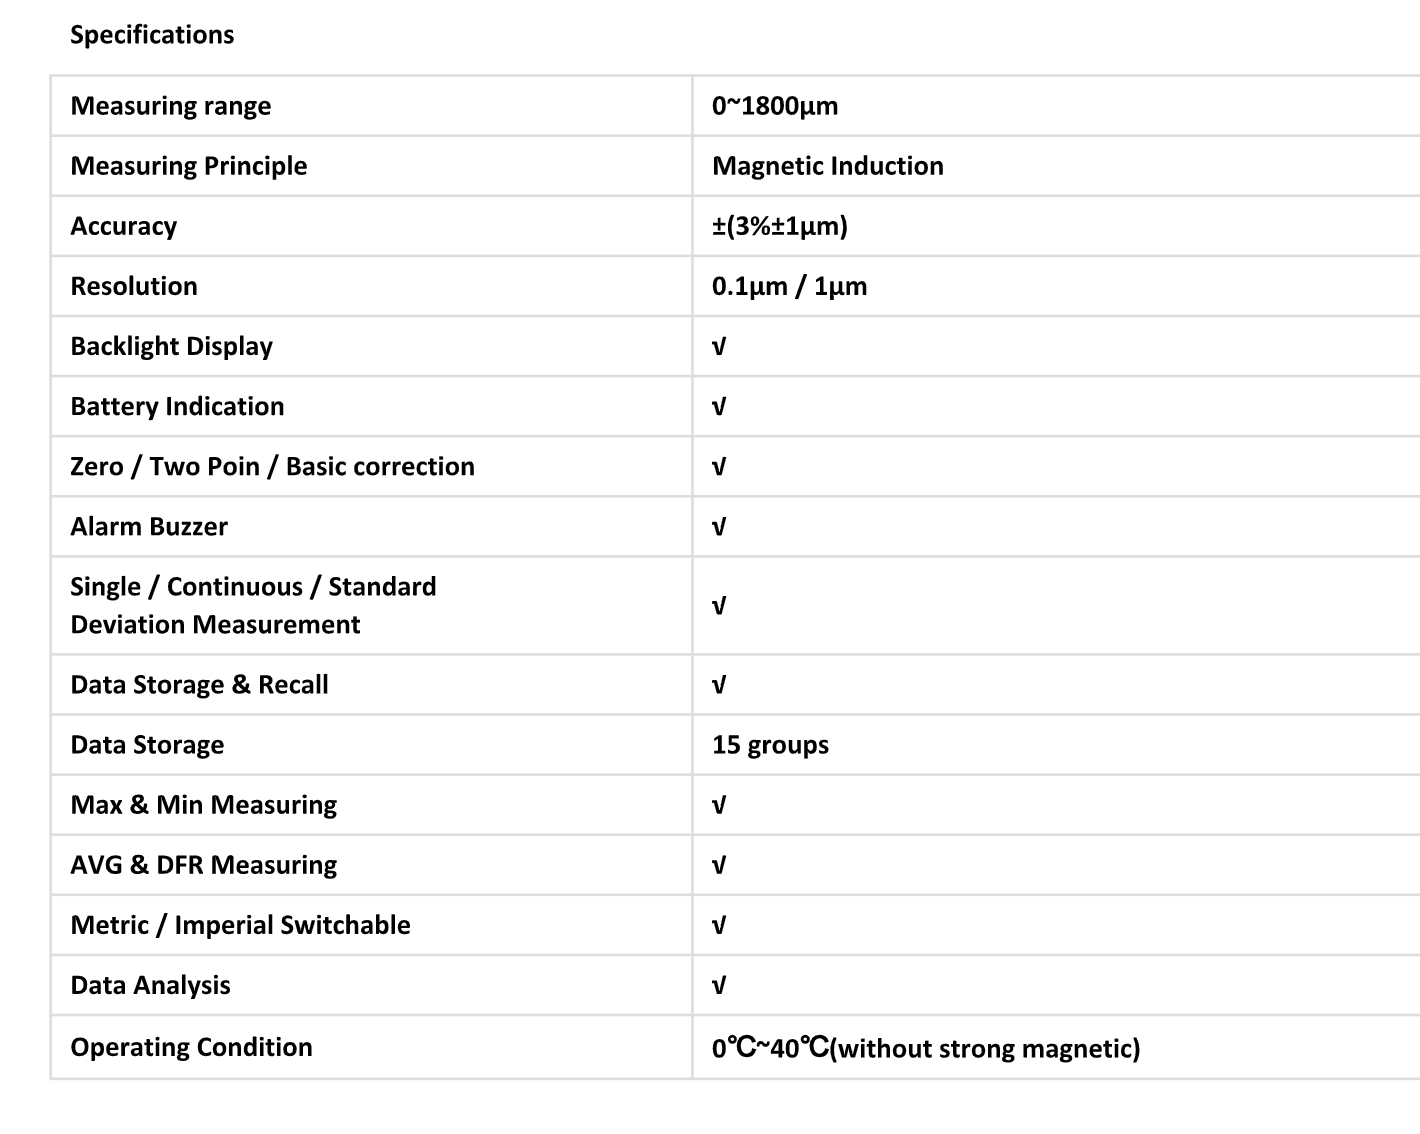 Specifications
Measuring range
0~1800μm
Measuring Principle
Magnetic Induction
Accuracy
±(3%±1μm)
Resolution
0.1μm / 1μm
Backlight Display
√
Battery Indication
√
Zero / Two Poin / Basic correction
√
Alarm Buzzer
√
Single / Continuous / Standard
Deviation Measurement
√
Data Storage & Recall
√
Data Storage
15 groups
Max & Min Measuring
√
AVG & DFR Measuring
√
Metric / Imperial Switchable
√
Data Analysis
√
Operating Condition
0℃~40℃(without strong magnetic)